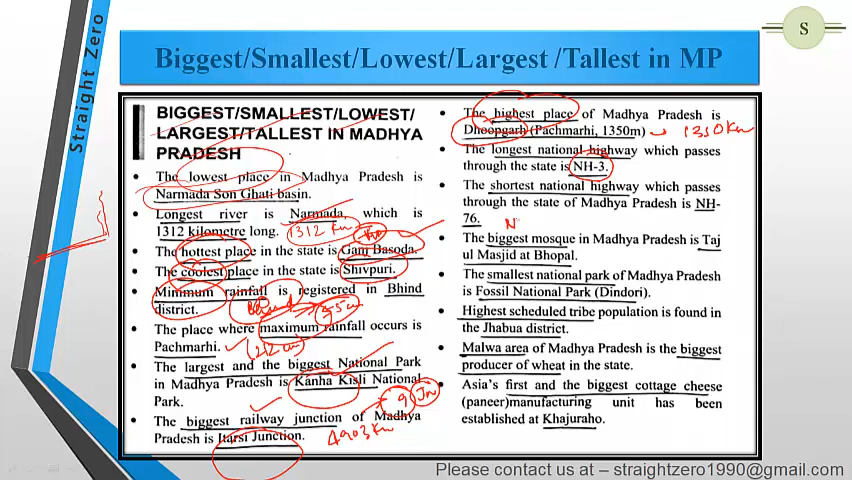 Straight Zero
S
Biggest/Smallest/Lowest/Largest /Tallest in MP
BIGGEST/SMALLEST/LOWEST/
LARGEST/TALLEST IN MADHYA
PRADESH
• The lowest place in Madhya Pradesh is
Narmada Son Ghati basin.
• Longest river is Narmada, which is
1312 kilometre long. 1312 Km
• The hottest place in the state is Ganj Basoda.
• The coolest place in the state is Shivpuri.
• Minimum rainfall is registered in Bhind
district.
• The place where maximum rainfall occurs is
Pachmarhi.
• The largest and the biggest National Park
in Madhya Pradesh is Kanha Kisli National
Park.
• The biggest railway junction of Madhya
Pradesh is Itarsi Junction. 4903 Km
• The highest place of Madhya Pradesh is
Dhoopgarh (Pachmarhi, 1350m)
• The longest national highway which passes
through the state is NH-3.
• The shortest national highway which passes
through the state of Madhya Pradesh is NH-
76.
• The biggest mosque in Madhya Pradesh is Taj
ul Masjid at Bhopal.
• The smallest national park of Madhya Pradesh
is Fossil National Park (Dindori).
• Highest scheduled tribe population is found in
the Jhabua district.
• Malwa area of Madhya Pradesh is the biggest
producer of wheat in the state.
• Asia's first and the biggest cottage cheese
(paneer)manufacturing unit has been
established at Khajuraho.
Please contact us at – straightzero1990@gmail.com